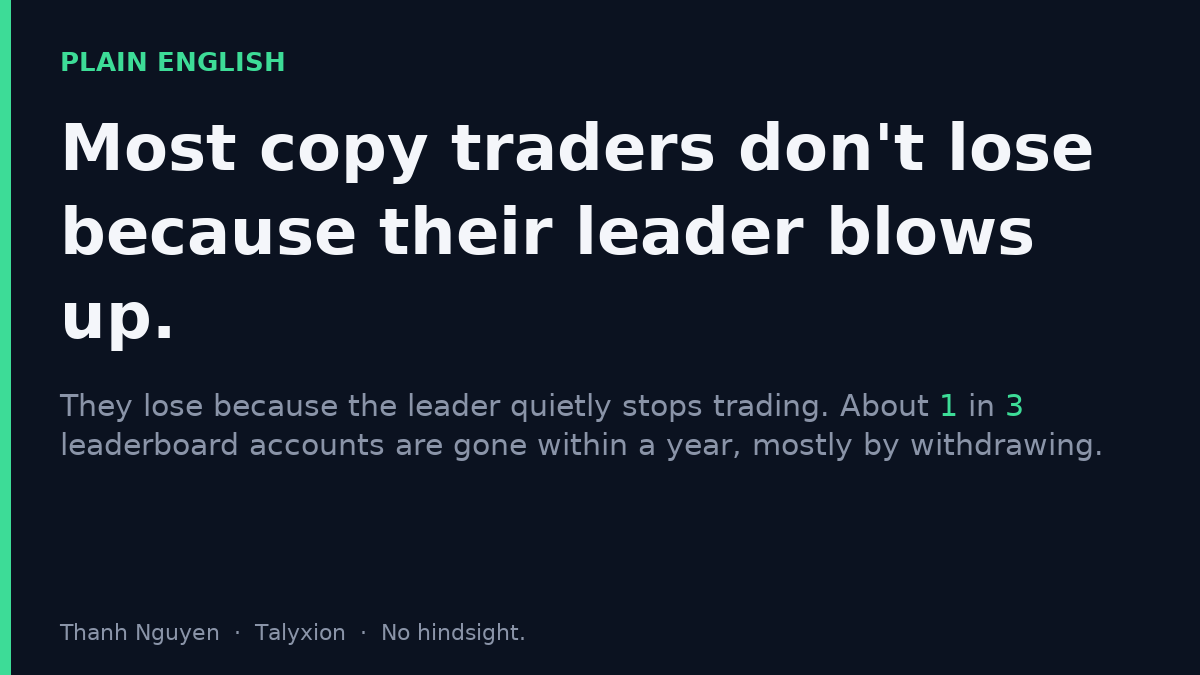 PLAIN ENGLISH
Most copy traders don't lose
because their leader blows
up.
They lose because the leader quietly stops trading. About 1 in 3
leaderboard accounts are gone within a year, mostly by withdrawing.
Thanh Nguyen · Talyxion · No hindsight.